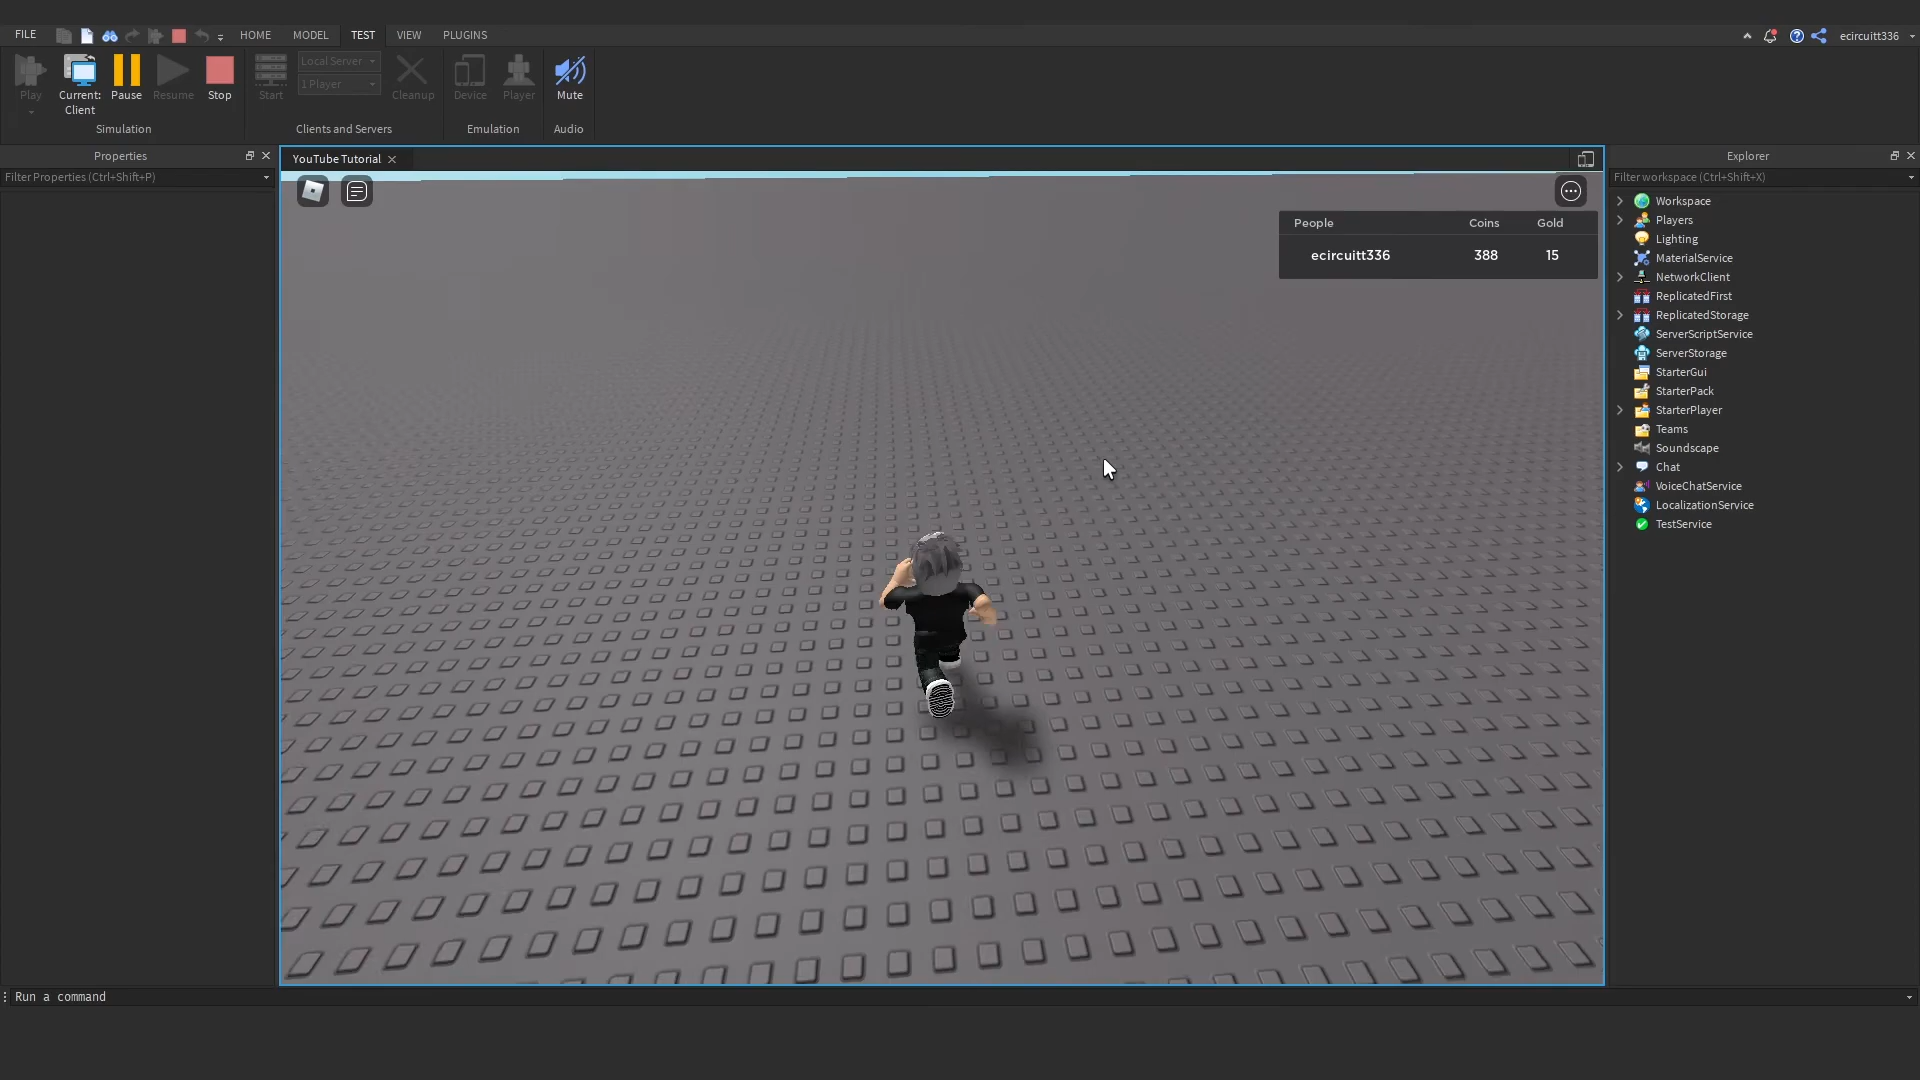 FILE HOME MODEL TEST VIEW PLUGINS ecircuitt336
Play Current: Client Pause Resume Stop Start Local Server 1 Player Cleanup Device Player Mute
Simulation Clients and Servers Emulation Audio
Properties
Filter Properties (Ctrl+Shift+P)
YouTube Tutorial
People Coins Gold
ecircuitt336 388 15
Explorer
Filter workspace (Ctrl+Shift+X)
Workspace
Players
Lighting
MaterialService
NetworkClient
ReplicatedFirst
ReplicatedStorage
ServerScriptService
ServerStorage
StarterGui
StarterPack
StarterPlayer
Teams
Soundscape
Chat
VoiceChatService
LocalizationService
TestService
Run a command